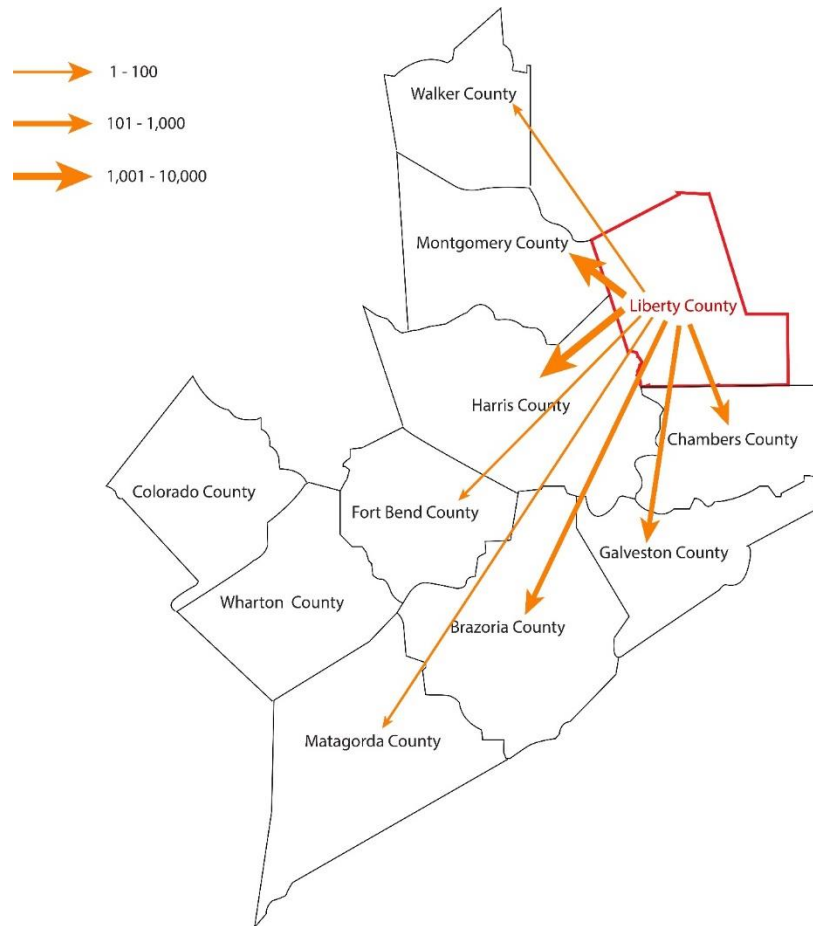 1 - 100
101 - 1,000
1,001 - 10,000
Walker County
Montgomery County
Liberty County
Harris County
Chambers County
Colorado County
Fort Bend County
Galveston County
Wharton County
Brazoria County
Matagorda County